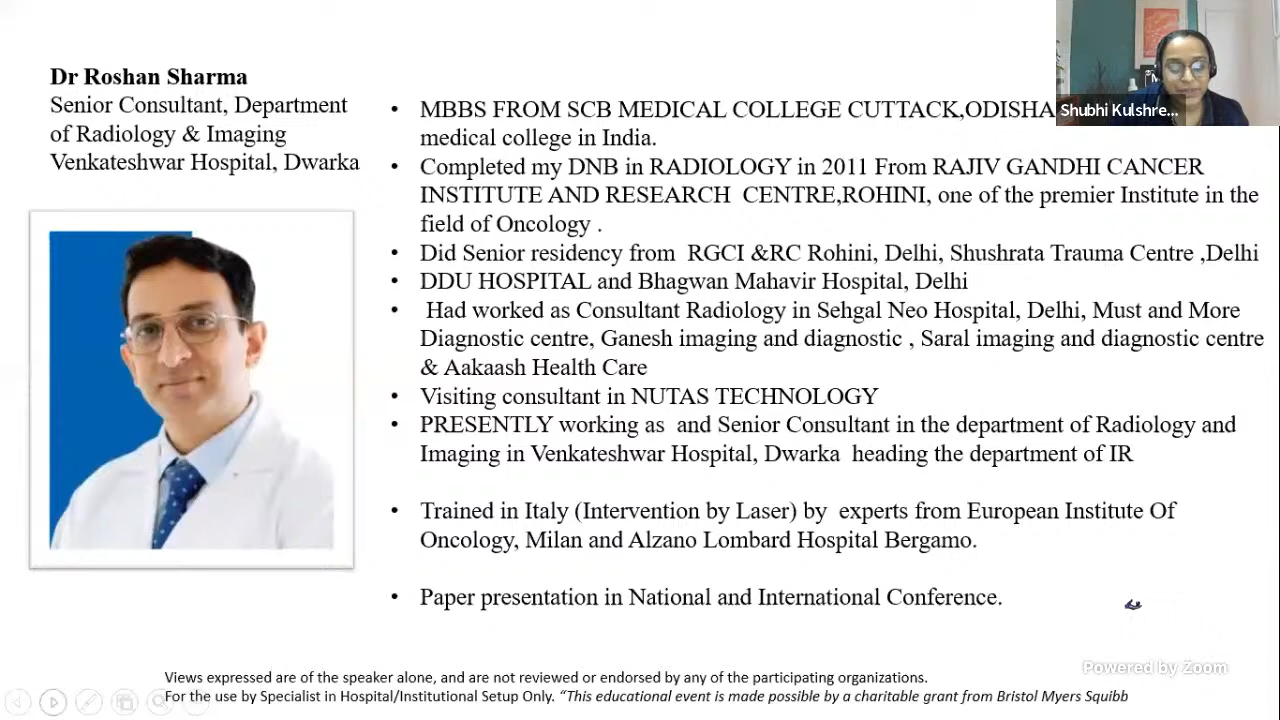 Dr Roshan Sharma
Senior Consultant, Department
of Radiology & Imaging
Venkateshwar Hospital, Dwarka
• MBBS FROM SCB MEDICAL COLLEGE CUTTACK,ODISHA
medical college in India.
• Completed my DNB in RADIOLOGY in 2011 From RAJIV GANDHI CANCER
INSTITUTE AND RESEARCH CENTRE,ROHINI, one of the premier Institute in the
field of Oncology .
• Did Senior residency from RGCI &RC Rohini, Delhi, Shushrata Trauma Centre ,Delhi
• DDU HOSPITAL and Bhagwan Mahavir Hospital, Delhi
• Had worked as Consultant Radiology in Sehgal Neo Hospital, Delhi, Must and More
Diagnostic centre, Ganesh imaging and diagnostic , Saral imaging and diagnostic centre
& Aakaash Health Care
• Visiting consultant in NUTAS TECHNOLOGY
• PRESENTLY working as and Senior Consultant in the department of Radiology and
Imaging in Venkateshwar Hospital, Dwarka heading the department of IR
• Trained in Italy (Intervention by Laser) by experts from European Institute Of
Oncology, Milan and Alzano Lombard Hospital Bergamo.
• Paper presentation in National and International Conference.
Shubhi Kulshre...
Powered by Zoom
Views expressed are of the speaker alone, and are not reviewed or endorsed by any of the participating organizations.
For the use by Specialist in Hospital/Institutional Setup Only. “This educational event is made possible by a charitable grant from Bristol Myers Squibb